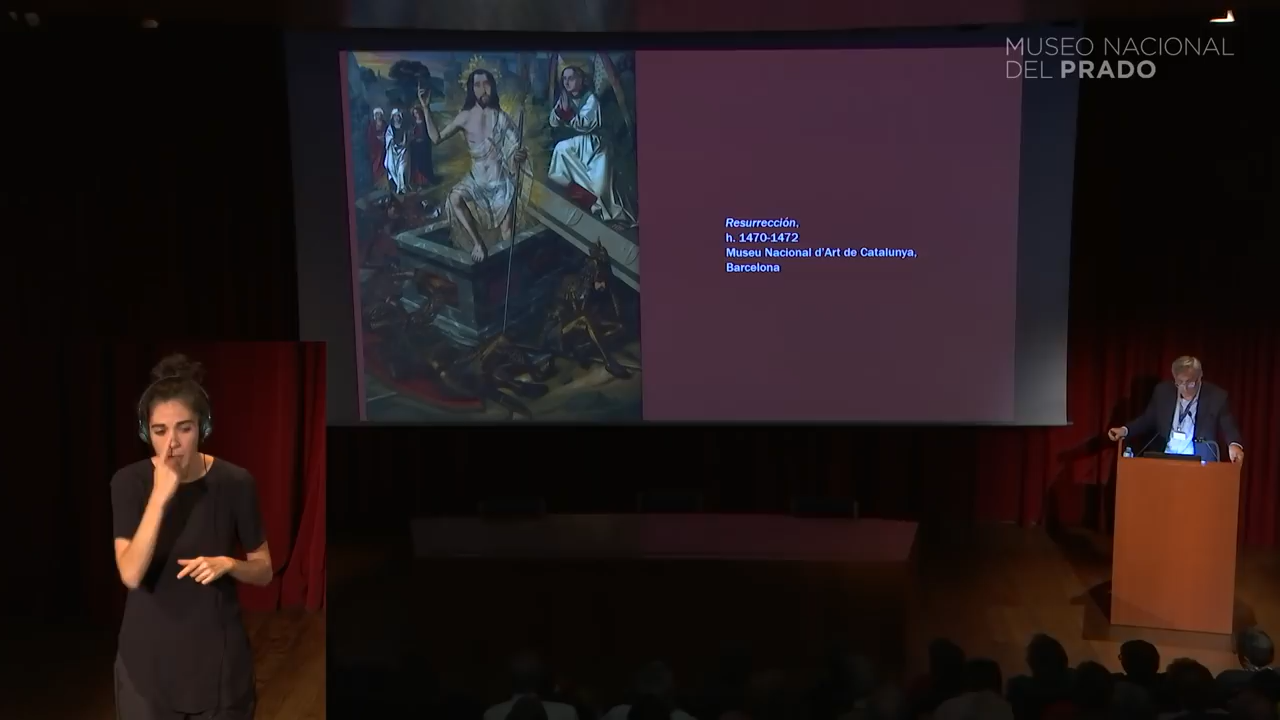 MUSEO NACIONAL
DEL PRADO
Resurrección,
h. 1470-1472
Museu Nacional d'Art de Catalunya,
Barcelona